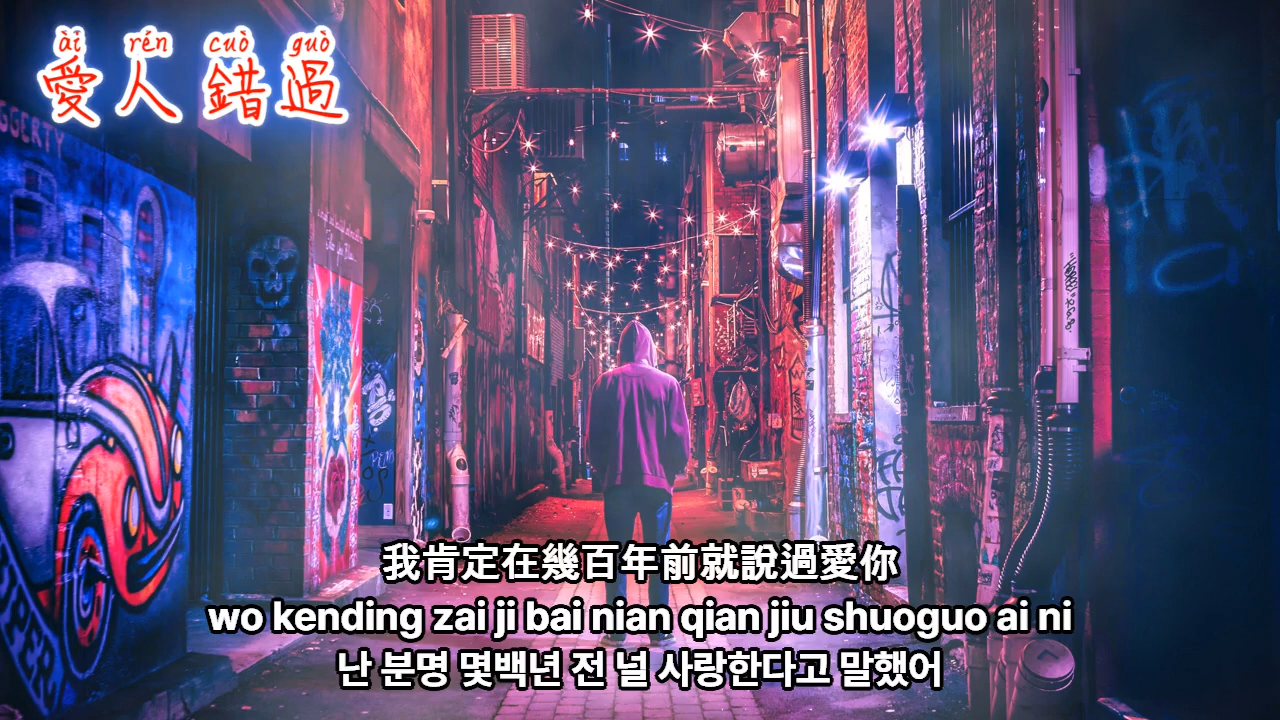 ài rén cuò guò
愛人錯過
GGERTY
我肯定在幾百年前就說過愛你
wo kending zai ji bai nian qian jiu shuoguo ai ni
난 분명 몇백년 전 널 사랑한다고 말했어